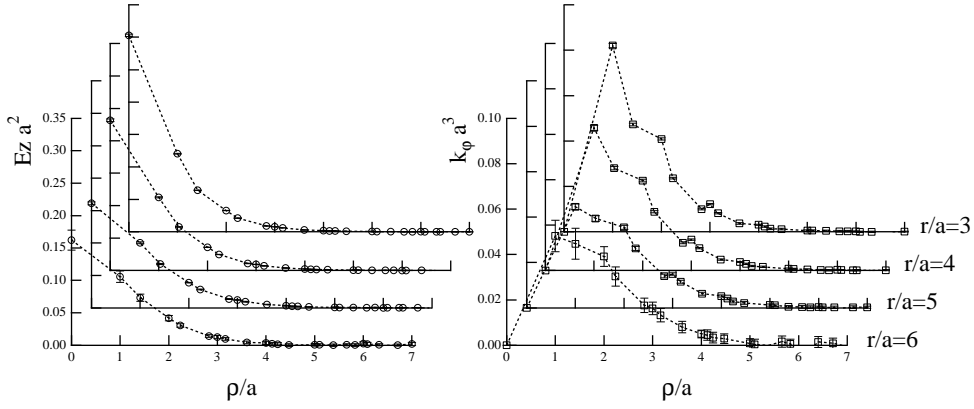 Ez a²
0.35
0.30
0.25
0.20
0.15
0.10
0.05
0.00
0 1 2 3 4 5 6 7
ρ/a
k_φ a³
0.10
0.08
0.06
0.04
0.02
0.00
0 1 2 3 4 5 6 7
ρ/a
r/a=3
r/a=4
r/a=5
r/a=6